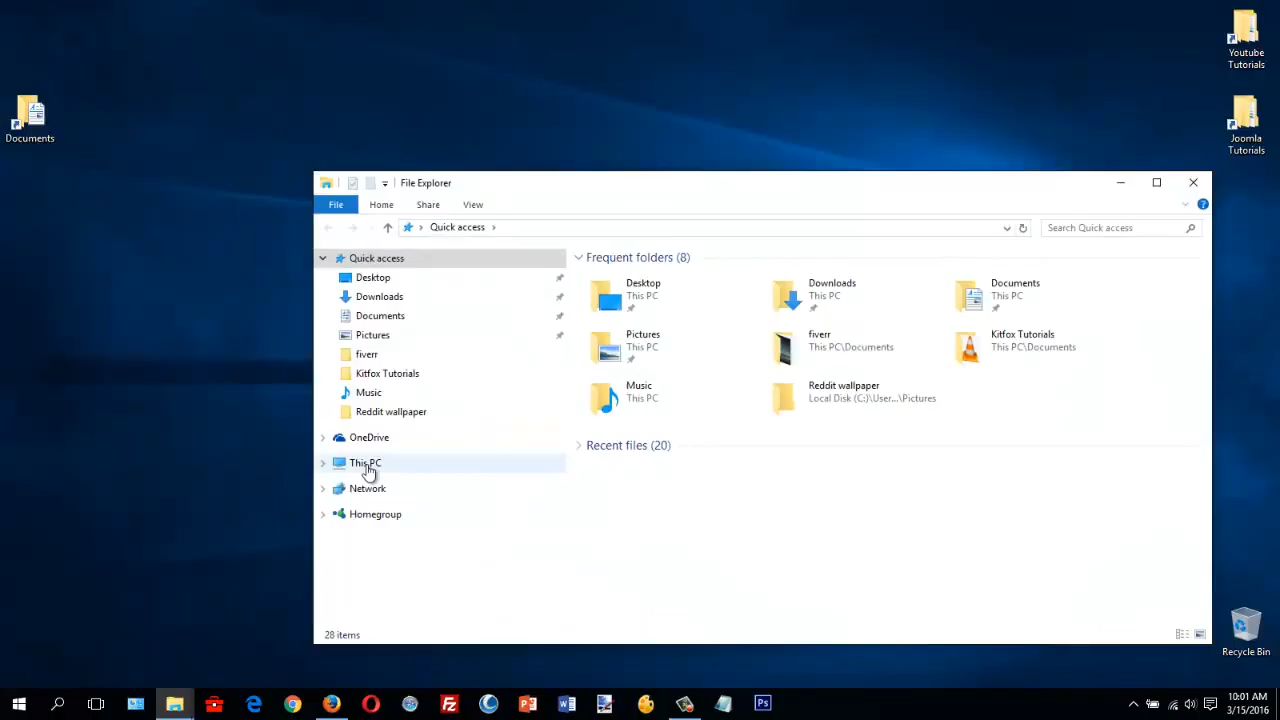 Youtube
Tutorials
Documents
Joomla
Tutorials
File Explorer
File
Home
Share
View
Quick access
Search Quick access
Quick access
Desktop
Downloads
Documents
Pictures
fiverr
Kitfox Tutorials
Music
Reddit wallpaper
OneDrive
This PC
Network
Homegroup
Frequent folders (8)
Desktop
This PC
Downloads
This PC
Documents
This PC
Pictures
This PC
fiverr
This PC\Documents
Kitfox Tutorials
This PC\Documents
Music
This PC
Reddit wallpaper
Local Disk (C:)\User...\Pictures
Recent files (20)
28 items
Recycle Bin
Ps
10:01 AM
3/15/2016